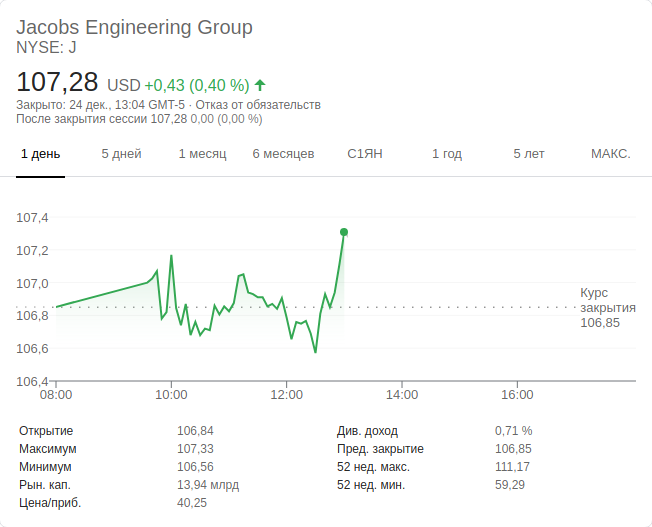 Jacobs Engineering Group
NYSE: J
107,28 USD +0,43 (0,40 %)
Закрыто: 24 дек., 13:04 GMT-5 · Отказ от обязательств
После закрытия сессии 107,28 0,00 (0,00 %)
1 день 5 дней 1 месяц 6 месяцев С1ЯН 1 год 5 лет МАКС.
107,4
107,2
107,0
106,8
106,6
106,4
Курс
закрытия
106,85
08:00 10:00 12:00 14:00 16:00
Открытие 106,84 Див. доход 0,71 %
Максимум 107,33 Пред. закрытие 106,85
Минимум 106,56 52 нед. макс. 111,17
Рын. кап. 13,94 млрд 52 нед. мин. 59,29
Цена/приб. 40,25